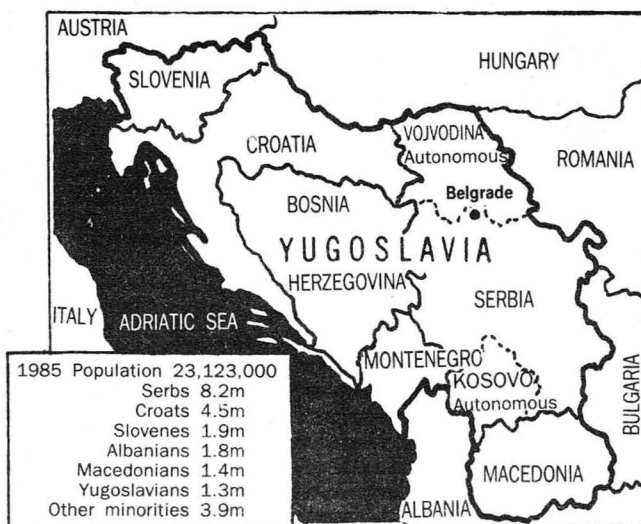 AUSTRIA
HUNGARY
SLOVENIA
CROATIA
VOJVODINA
Autonomous
ROMANIA
Belgrade
BOSNIA
YUGOSLAVIA
HERZEGOVINA
SERBIA
ITALY
ADRIATIC SEA
MONTENEGRO
KOSOVO
Autonomous
BULGARIA
MACEDONIA
ALBANIA
1985 Population 23,123,000
Serbs 8.2m
Croats 4.5m
Slovenes 1.9m
Albanians 1.8m
Macedonians 1.4m
Yugoslavians 1.3m
Other minorities 3.9m